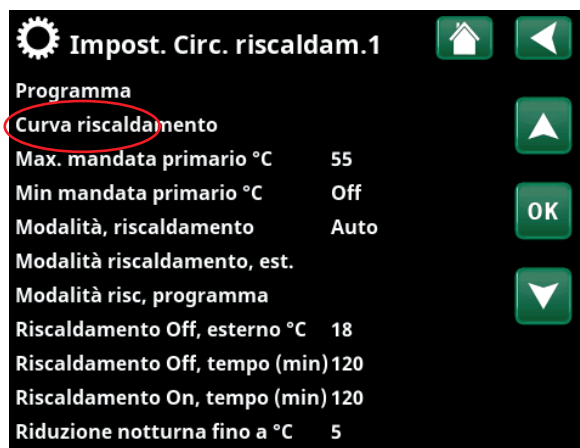 Impost. Circ. riscaldam.1
Programma
Curva riscaldamento
Max. mandata primario °C 55
Min mandata primario °C Off
Modalità, riscaldamento Auto
Modalità riscaldamento, est.
Modalità risc, programma
Riscaldamento Off, esterno °C 18
Riscaldamento Off, tempo (min) 120
Riscaldamento On, tempo (min) 120
Riduzione notturna fino a °C 5
OK